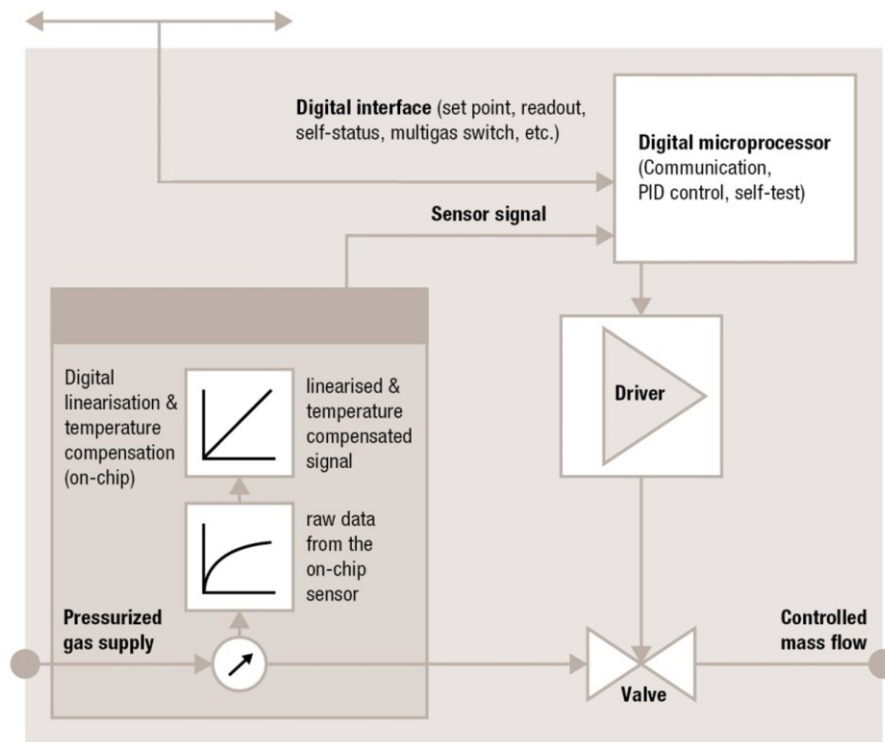 Digital interface (set point, readout,
self-status, multigas switch, etc.)
Digital microprocessor
(Communication,
PID control, self-test)
Sensor signal
Digital
linearisation &
temperature
compensation
(on-chip)
linearised &
temperature
compensated
signal
Driver
raw data
from the
on-chip
sensor
Pressurized
gas supply
Controlled
mass flow
Valve